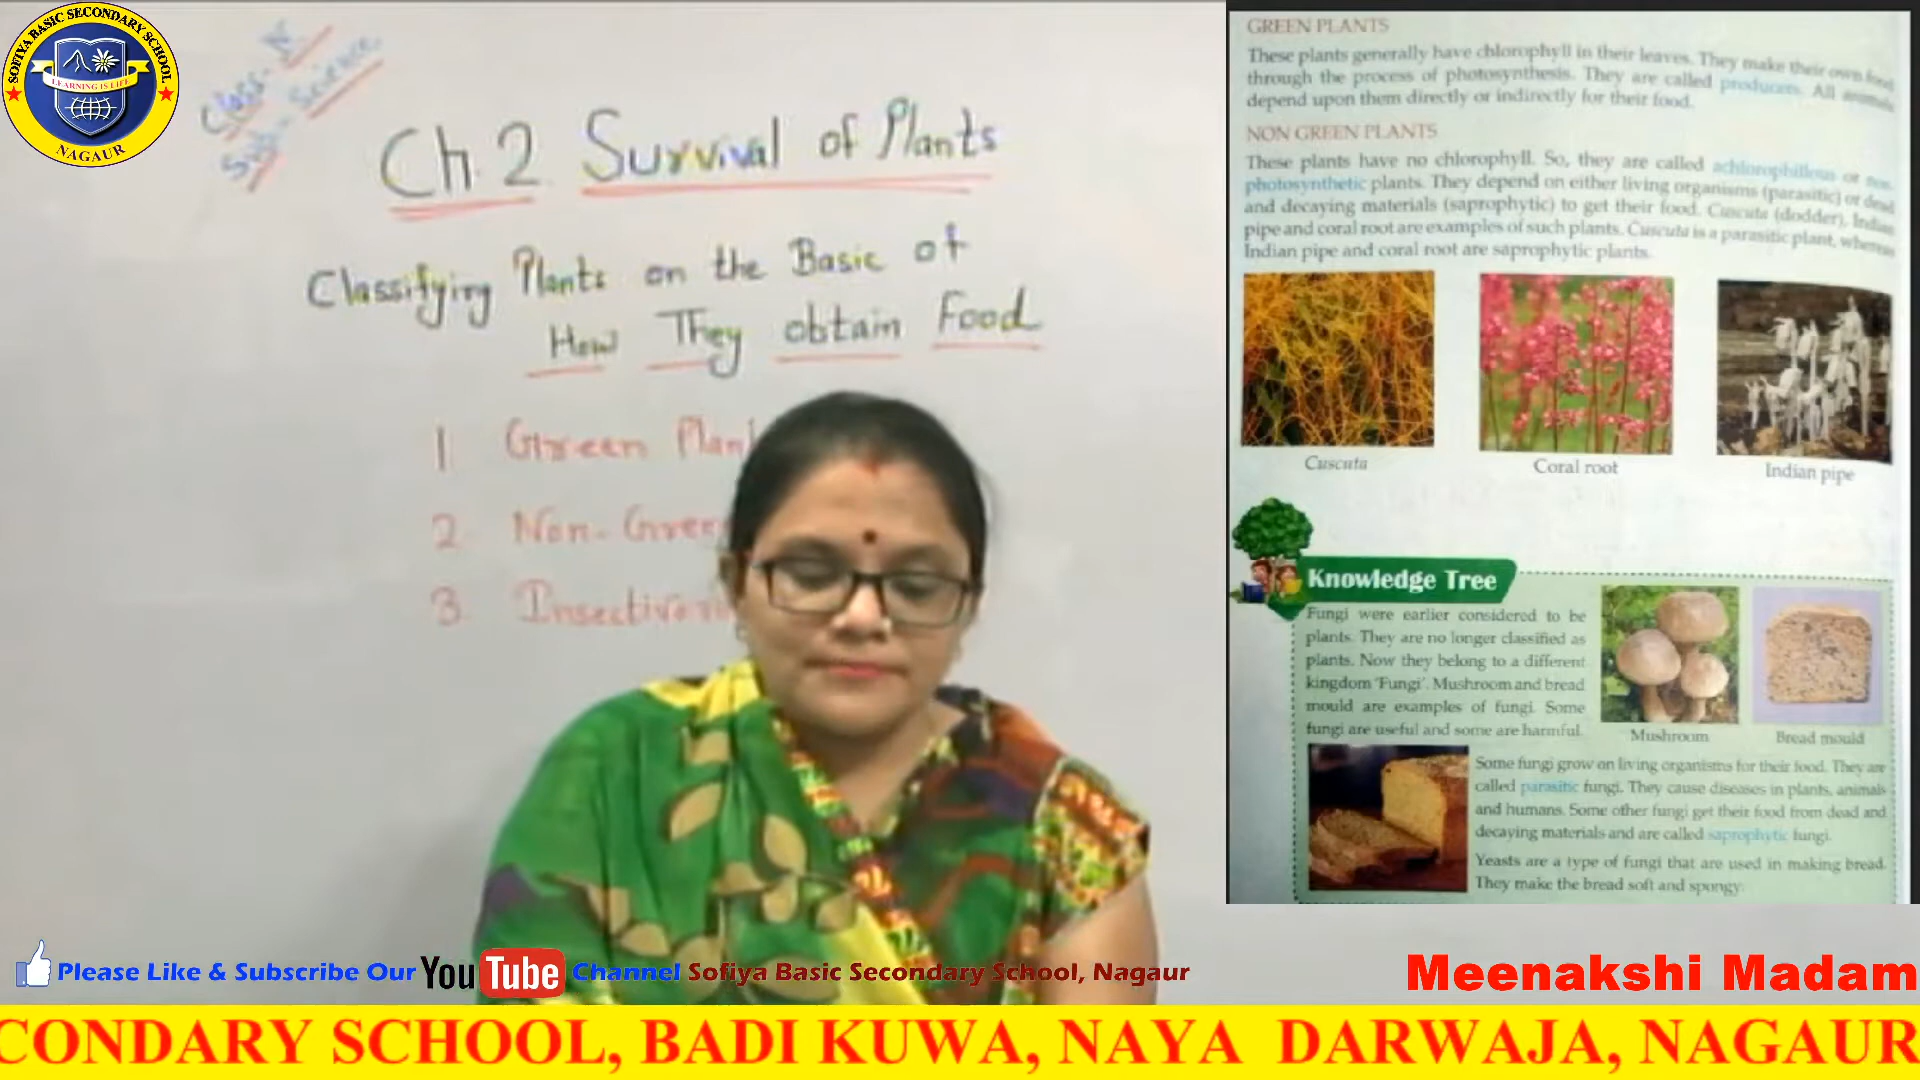 SOFIYA BASIC SECONDARY SCHOOL
LEARNING IS LIFE
NAGAUR
Class-
Sub- Science
Ch. 2 Survival of Plants
Classifying Plants on the Basic of
How They obtain Food
1 Green Plan
2 Non-Green
3 Insectivor
GREEN PLANTS
These plants generally have chlorophyll in their leaves. They make their own food
through the process of photosynthesis. They are called producers. All animals
depend upon them directly or indirectly for their food.
NON GREEN PLANTS
These plants have no chlorophyll. So, they are called achlorophillous or non-
photosynthetic plants. They depend on either living organisms (parasitic) or dead
and decaying materials (saprophytic) to get their food. Cuscuta (dodder), Indian
pipe and coral root are examples of such plants. Cuscuta is a parasitic plant, whereas
Indian pipe and coral root are saprophytic plants.
Cuscuta
Coral root
Indian pipe
Knowledge Tree
Fungi were earlier considered to be
plants. They are no longer classified as
plants. Now they belong to a different
kingdom 'Fungi'. Mushroom and bread
mould are examples of fungi. Some
fungi are useful and some are harmful.
Mushroom
Bread mould
Some fungi grow on living organisms for their food. They are
called parasitic fungi. They cause diseases in plants, animals
and humans. Some other fungi get their food from dead and
decaying materials and are called saprophytic fungi.
Yeasts are a type of fungi that are used in making bread.
They make the bread soft and spongy.
Please Like & Subscribe Our YouTube Channel Sofiya Basic Secondary School, Nagaur
Meenakshi Madam
CONDARY SCHOOL, BADI KUWA, NAYA DARWAJA, NAGAUR